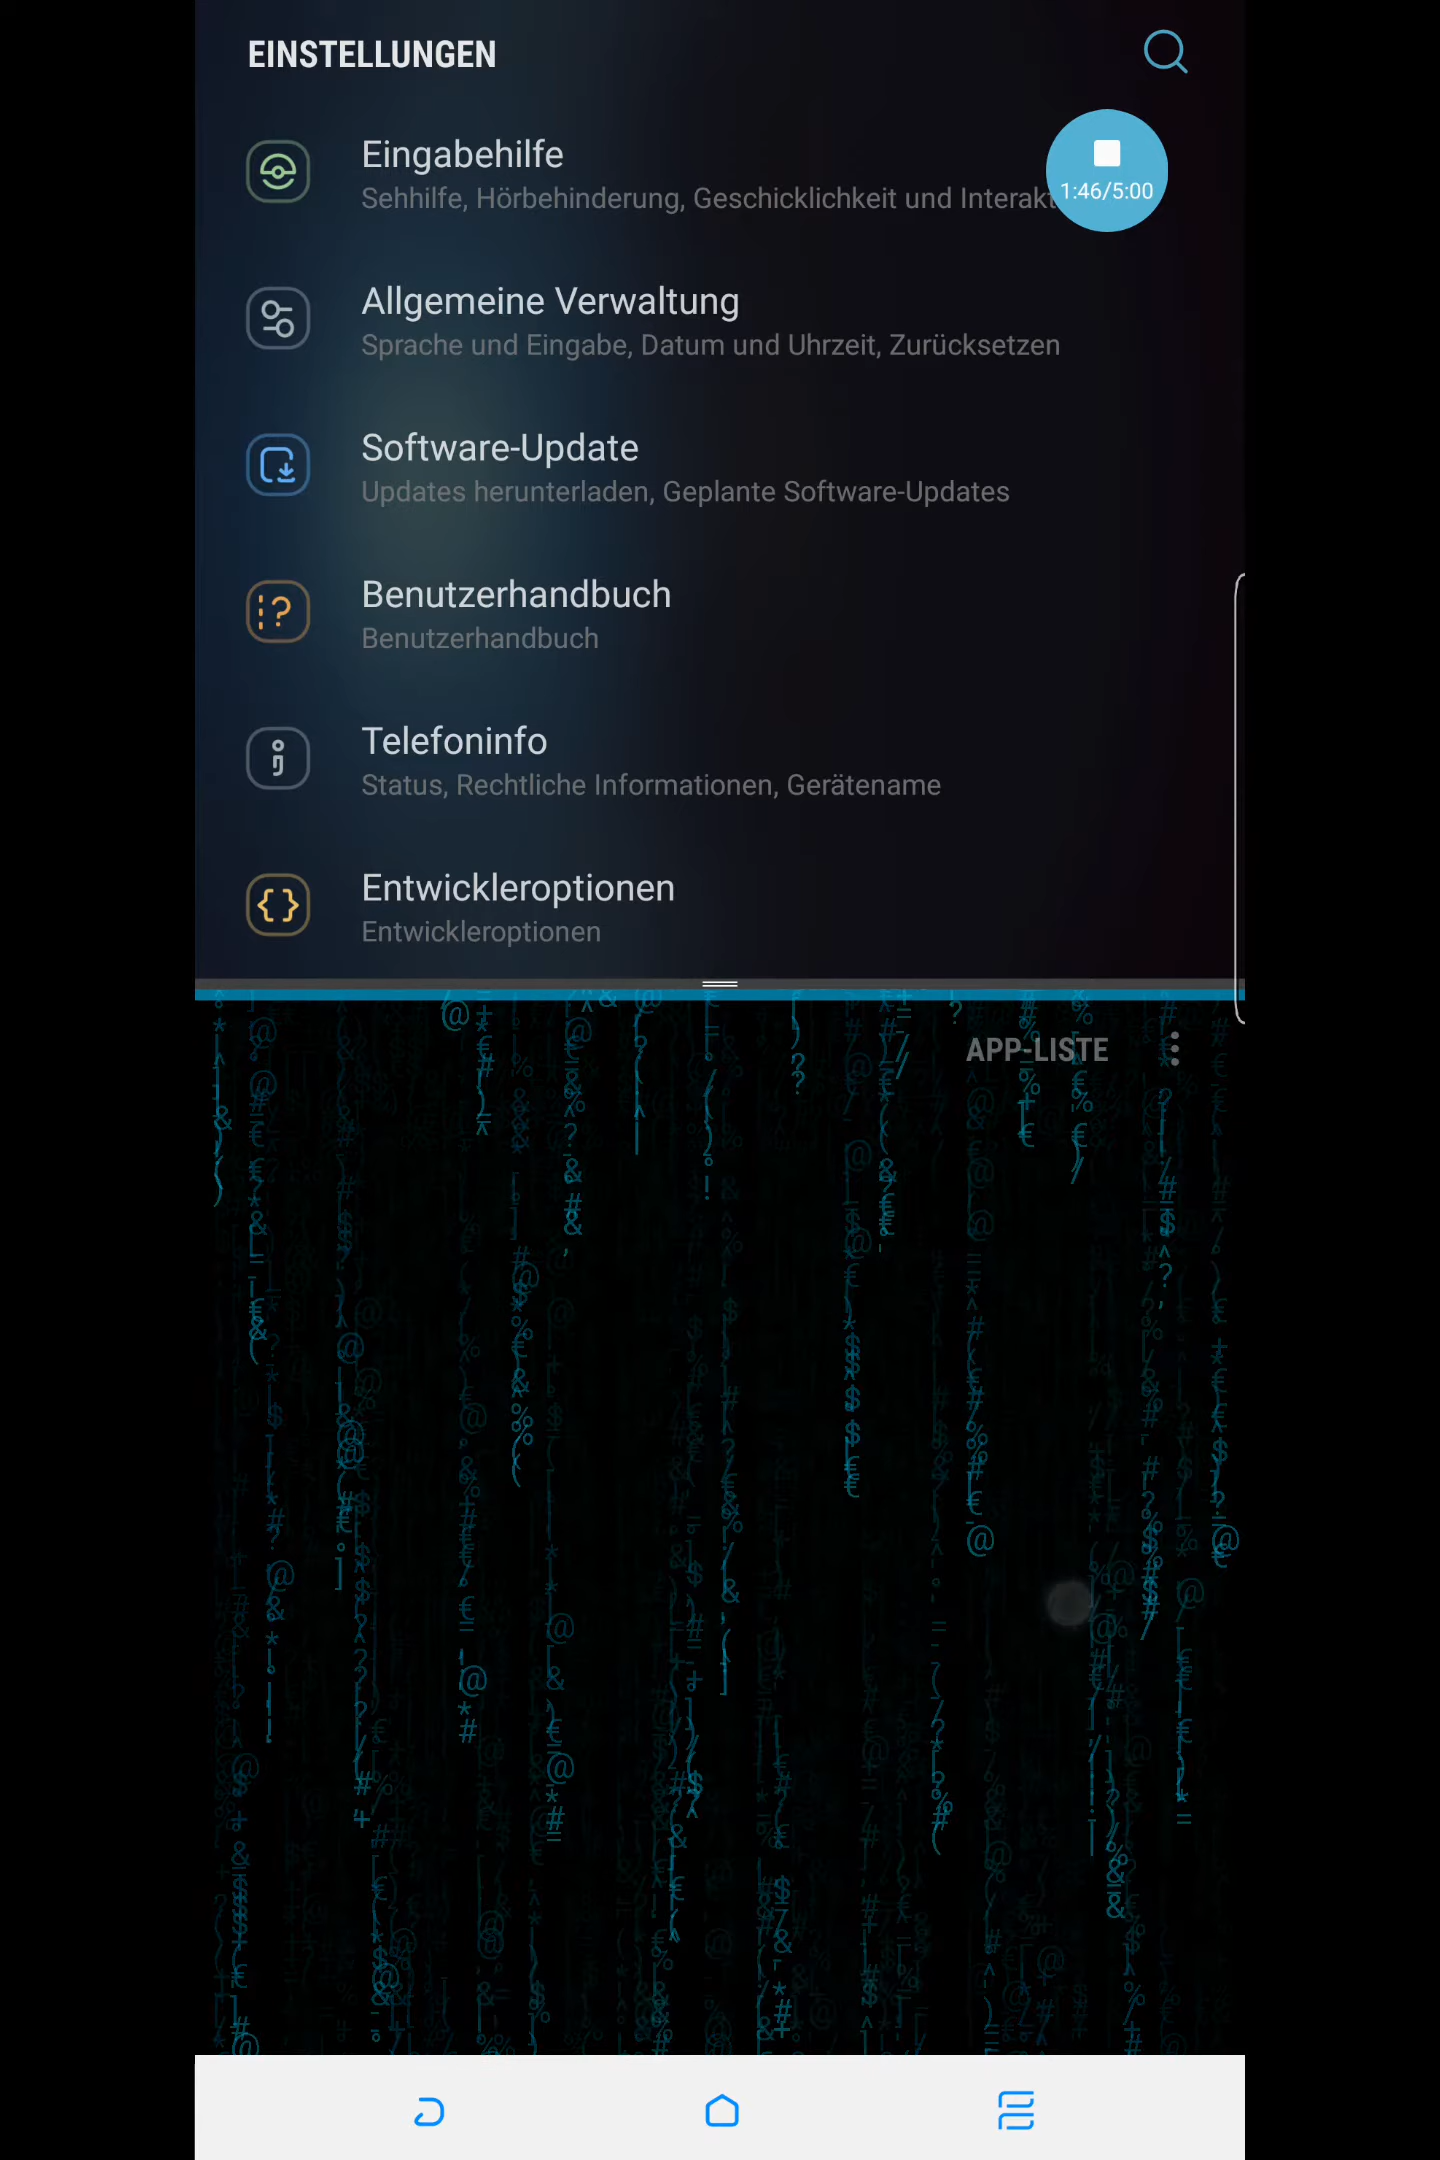 EINSTELLUNGEN
Eingabehilfe
Sehhilfe, Hörbehinderung, Geschicklichkeit und Interakt
1:46/5:00
Allgemeine Verwaltung
Sprache und Eingabe, Datum und Uhrzeit, Zurücksetzen
Software-Update
Updates herunterladen, Geplante Software-Updates
Benutzerhandbuch
Benutzerhandbuch
Telefoninfo
Status, Rechtliche Informationen, Gerätename
Entwickleroptionen
Entwickleroptionen
APP-LISTE